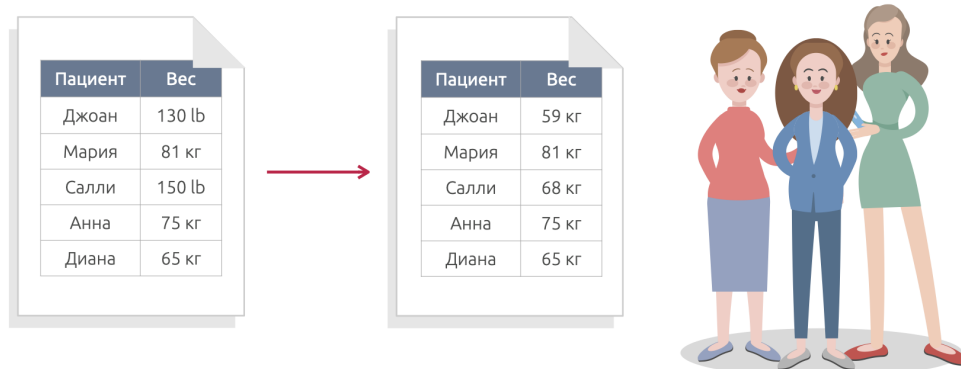 Пациент Вес
Джоан 130 lb
Мария 81 кг
Салли 150 lb
Анна 75 кг
Диана 65 кг
Пациент Вес
Джоан 59 кг
Мария 81 кг
Салли 68 кг
Анна 75 кг
Диана 65 кг